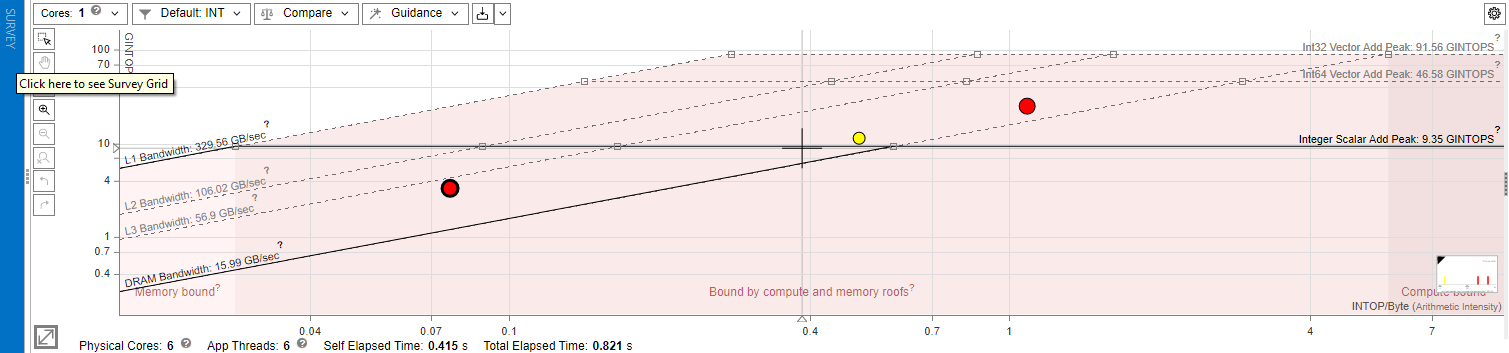 SURVEY
Cores: 1 ? Default: INT Compare Guidance
Click here to see Survey Grid
GINTOP
100
70
10
4
1
0.7
0.4
?
Int32 Vector Add Peak: 91.56 GINTOPS
?
Int64 Vector Add Peak: 46.58 GINTOPS
?
Integer Scalar Add Peak: 9.35 GINTOPS
L1 Bandwidth: 329.56 GB/sec ?
L2 Bandwidth: 106.02 GB/sec ?
L3 Bandwidth: 56.9 GB/sec ?
DRAM Bandwidth: 15.99 GB/sec ?
Memory bound?
Bound by compute and memory roofs?
Compute bound?
INTOP/Byte (Arithmetic Intensity)
0.04 0.07 0.1 0.4 0.7 1 4 7
Physical Cores: 6 ? App Threads: 6 ? Self Elapsed Time: 0.415 s Total Elapsed Time: 0.821 s